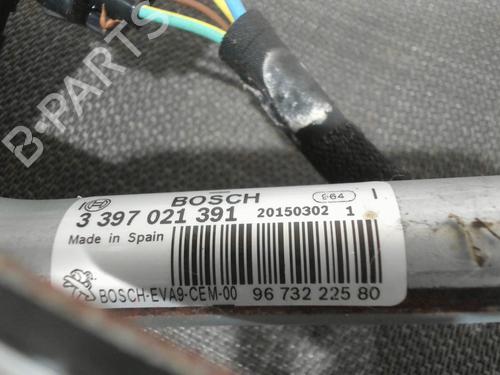 BOSCH
3 397 021 391 20150302 1
Made in Spain
BOSCH-EVA9-CEM-00 96 732 225 80
B-PARTS